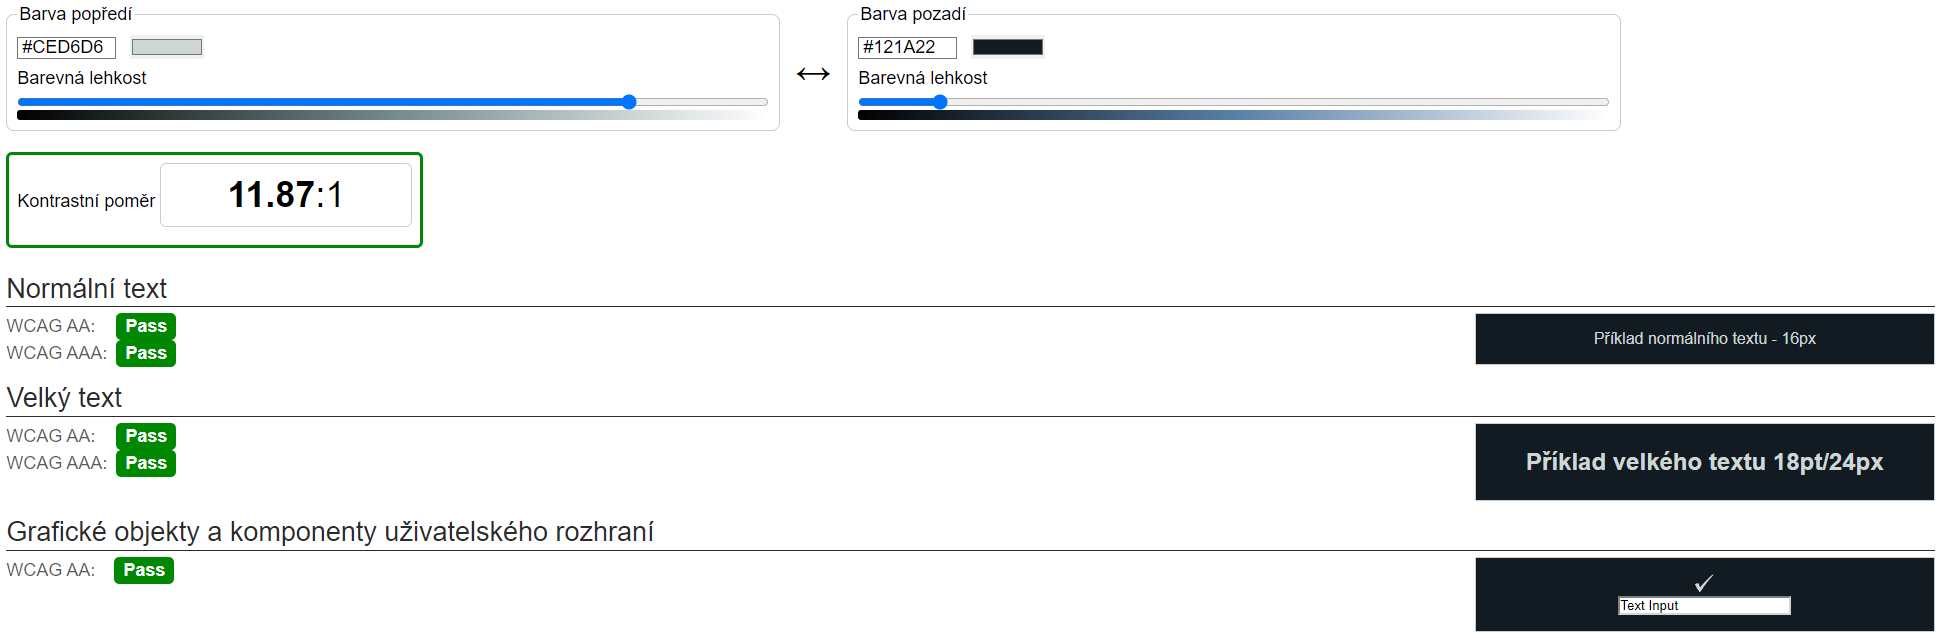 Barva popředí
#CED6D6
Barevná lehkost
↔
Barva pozadí
#121A22
Barevná lehkost
Kontrastní poměr 11.87:1
Normální text
WCAG AA: Pass
WCAG AAA: Pass
Příklad normálního textu - 16px
Velký text
WCAG AA: Pass
WCAG AAA: Pass
Příklad velkého textu 18pt/24px
Grafické objekty a komponenty uživatelského rozhraní
WCAG AA: Pass
✓
Text Input